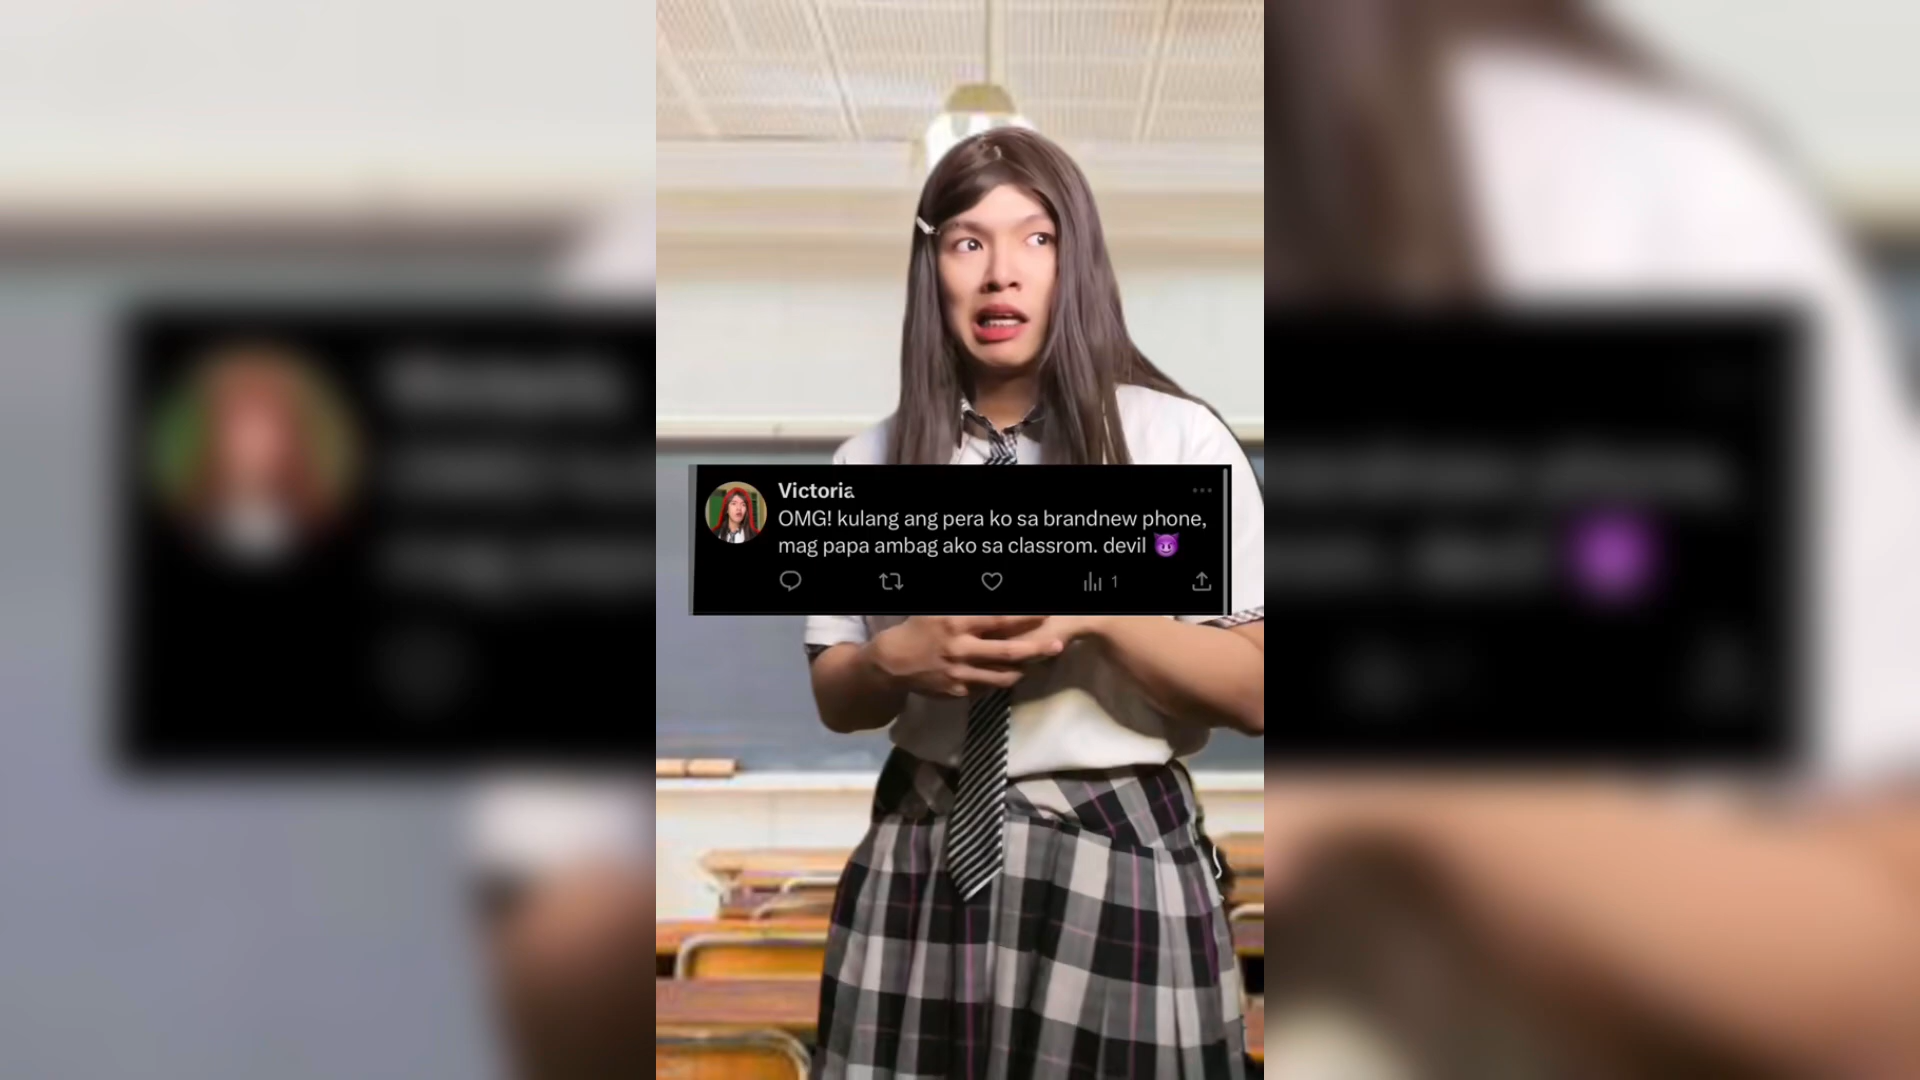 Victoria
OMG! kulang ang pera ko sa brandnew phone,
mag papa ambag ako sa classrom. devil 😈
1